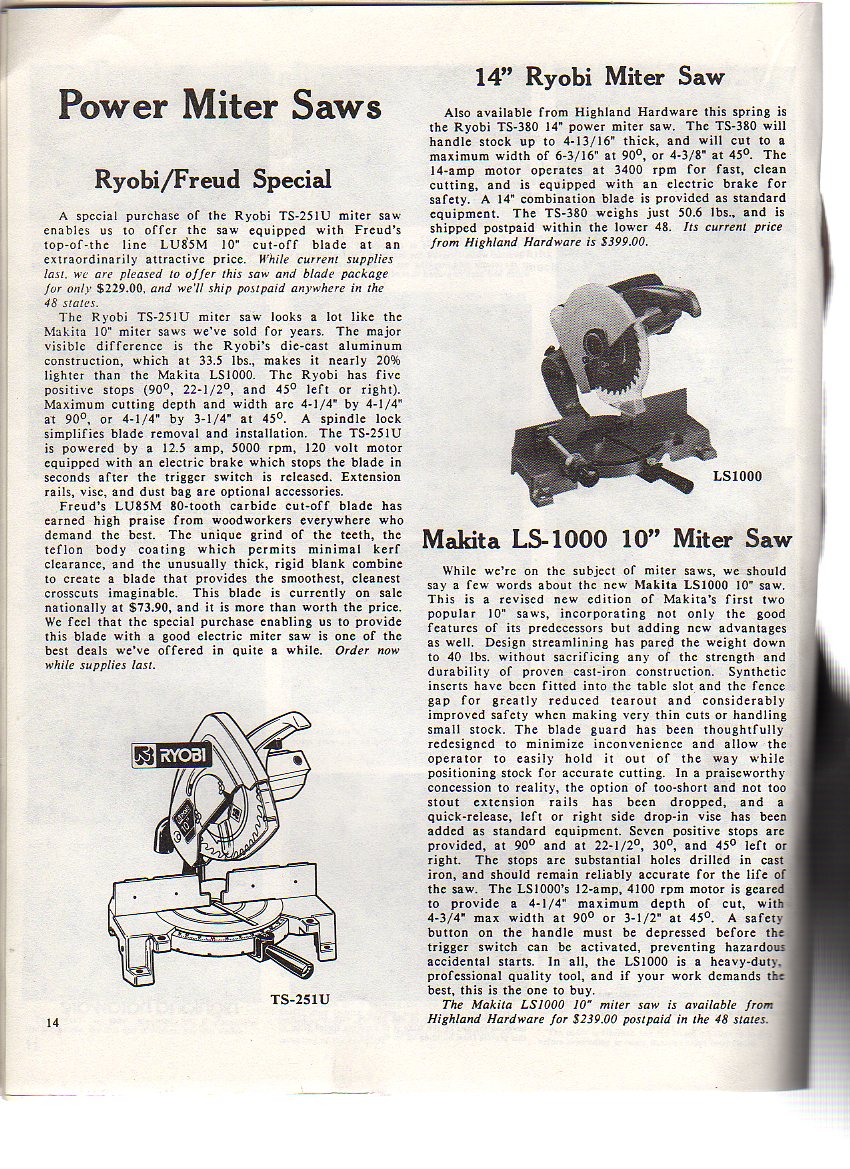 Power Miter Saws
Ryobi/Freud Special
A special purchase of the Ryobi TS-251U miter saw
enables us to offer the saw equipped with Freud's
top-of-the line LU85M 10" cut-off blade at an
extraordinarily attractive price. While current supplies
last, we are pleased to offer this saw and blade package
for only $229.00, and we'll ship postpaid anywhere in the
48 states.
The Ryobi TS-251U miter saw looks a lot like the
Makita 10" miter saws we've sold for years. The major
visible difference is the Ryobi's die-cast aluminum
construction, which at 33.5 lbs., makes it nearly 20%
lighter than the Makita LS1000. The Ryobi has five
positive stops (90º, 22-1/2º, and 45º left or right).
Maximum cutting depth and width are 4-1/4" by 4-1/4"
at 90º, or 4-1/4" by 3-1/4" at 45º. A spindle lock
simplifies blade removal and installation. The TS-251U
is powered by a 12.5 amp, 5000 rpm, 120 volt motor
equipped with an electric brake which stops the blade in
seconds after the trigger switch is released. Extension
rails, vise, and dust bag are optional accessories.
Freud's LU85M 80-tooth carbide cut-off blade has
earned high praise from woodworkers everywhere who
demand the best. The unique grind of the teeth, the
teflon body coating which permits minimal kerf
clearance, and the unusually thick, rigid blank combine
to create a blade that provides the smoothest, cleanest
crosscuts imaginable. This blade is currently on sale
nationally at $73.90, and it is more than worth the price.
We feel that the special purchase enabling us to provide
this blade with a good electric miter saw is one of the
best deals we've offered in quite a while. Order now
while supplies last.
RYOBI
TS-251U
14
14" Ryobi Miter Saw
Also available from Highland Hardware this spring is
the Ryobi TS-380 14" power miter saw. The TS-380 will
handle stock up to 4-13/16" thick, and will cut to a
maximum width of 6-3/16" at 90º, or 4-3/8" at 45º. The
14-amp motor operates at 3400 rpm for fast, clean
cutting, and is equipped with an electric brake for
safety. A 14" combination blade is provided as standard
equipment. The TS-380 weighs just 50.6 lbs., and is
shipped postpaid within the lower 48. Its current price
from Highland Hardware is $399.00.
LS1000
Makita LS-1000 10" Miter Saw
While we're on the subject of miter saws, we should
say a few words about the new Makita LS1000 10" saw.
This is a revised new edition of Makita's first two
popular 10" saws, incorporating not only the good
features of its predecessors but adding new advantages
as well. Design streamlining has pared the weight down
to 40 lbs. without sacrificing any of the strength and
durability of proven cast-iron construction. Synthetic
inserts have been fitted into the table slot and the fence
gap for greatly reduced tearout and considerably
improved safety when making very thin cuts or handling
small stock. The blade guard has been thoughtfully
redesigned to minimize inconvenience and allow the
operator to easily hold it out of the way while
positioning stock for accurate cutting. In a praiseworthy
concession to reality, the option of too-short and not too
stout extension rails has been dropped, and a
quick-release, left or right side drop-in vise has been
added as standard equipment. Seven positive stops are
provided, at 90º and at 22-1/2º, 30º, and 45º left or
right. The stops are substantial holes drilled in cast
iron, and should remain reliably accurate for the life of
the saw. The LS1000's 12-amp, 4100 rpm motor is geared
to provide a 4-1/4" maximum depth of cut, with
4-3/4" max width at 90º or 3-1/2" at 45º. A safety
button on the handle must be depressed before the
trigger switch can be activated, preventing hazardous
accidental starts. In all, the LS1000 is a heavy-duty,
professional quality tool, and if your work demands the
best, this is the one to buy.
The Makita LS1000 10" miter saw is available from
Highland Hardware for $239.00 postpaid in the 48 states.